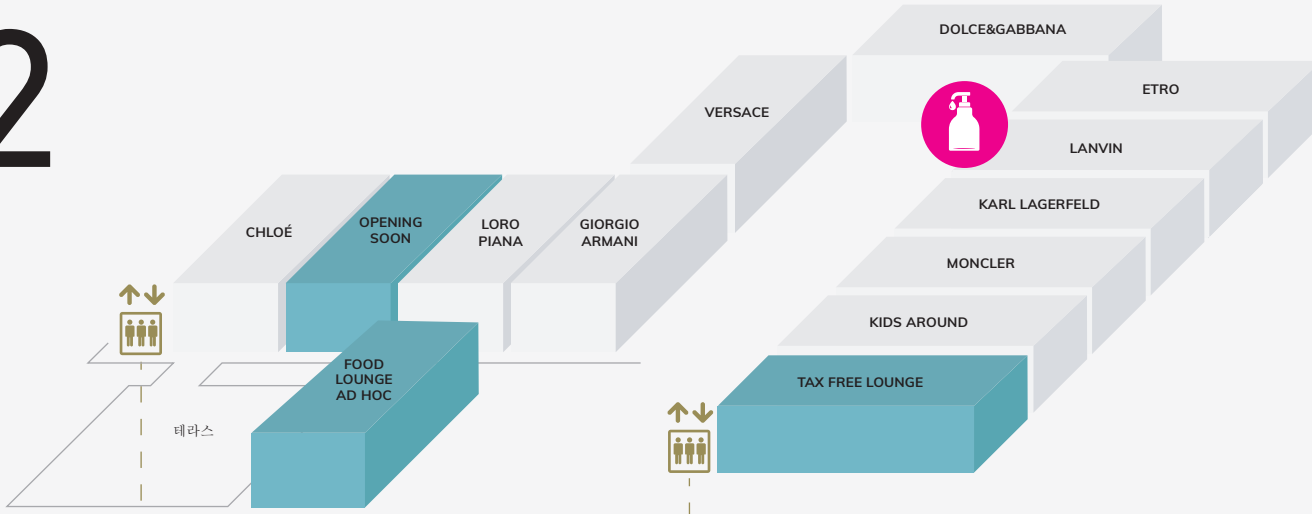 2
DOLCE&GABBANA
ETRO
VERSACE
LANVIN
KARL LAGERFELD
CHLOÉ
OPENING
SOON
LORO
PIANA
GIORGIO
ARMANI
MONCLER
KIDS AROUND
FOOD
LOUNGE
AD HOC
TAX FREE LOUNGE
테라스